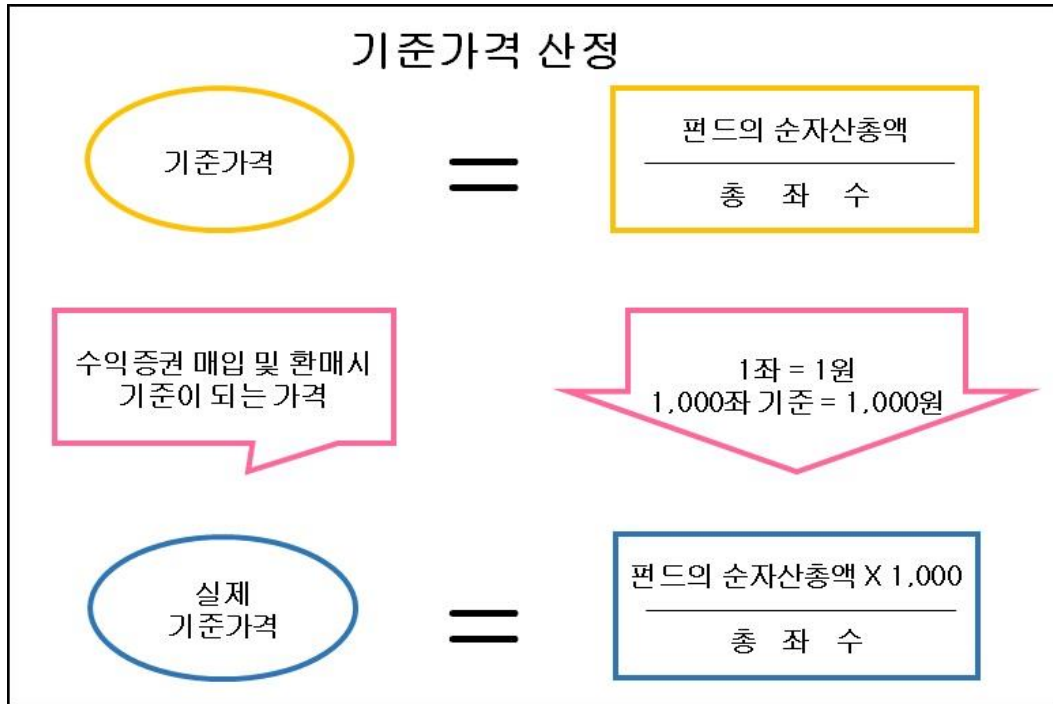 기준가격 산정
기준가격
=
펀드의 순자산총액
총 좌 수
수익증권 매입 및 환매시
기준이 되는 가격
1좌 = 1원
1,000좌 기준 = 1,000원
실제
기준가격
=
펀드의 순자산총액 X 1,000
총 좌 수